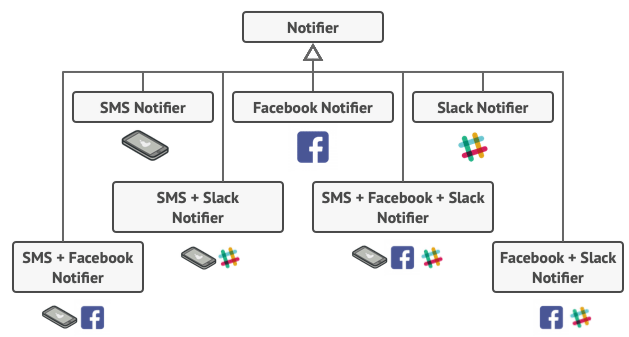 Notifier
SMS Notifier
Facebook Notifier
Slack Notifier
SMS + Slack
Notifier
SMS + Facebook + Slack
Notifier
SMS + Facebook
Notifier
Facebook + Slack
Notifier